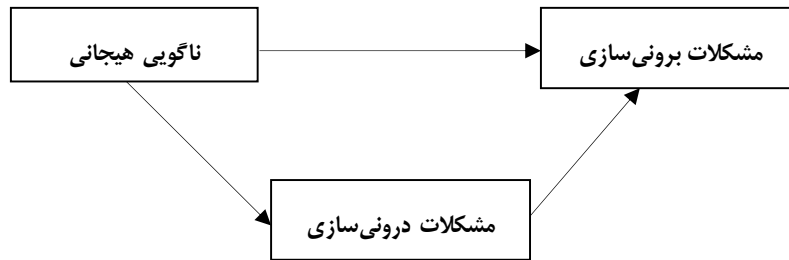 ناگویی هیجانی
مشکلات برونی‌سازی
مشکلات درونی‌سازی